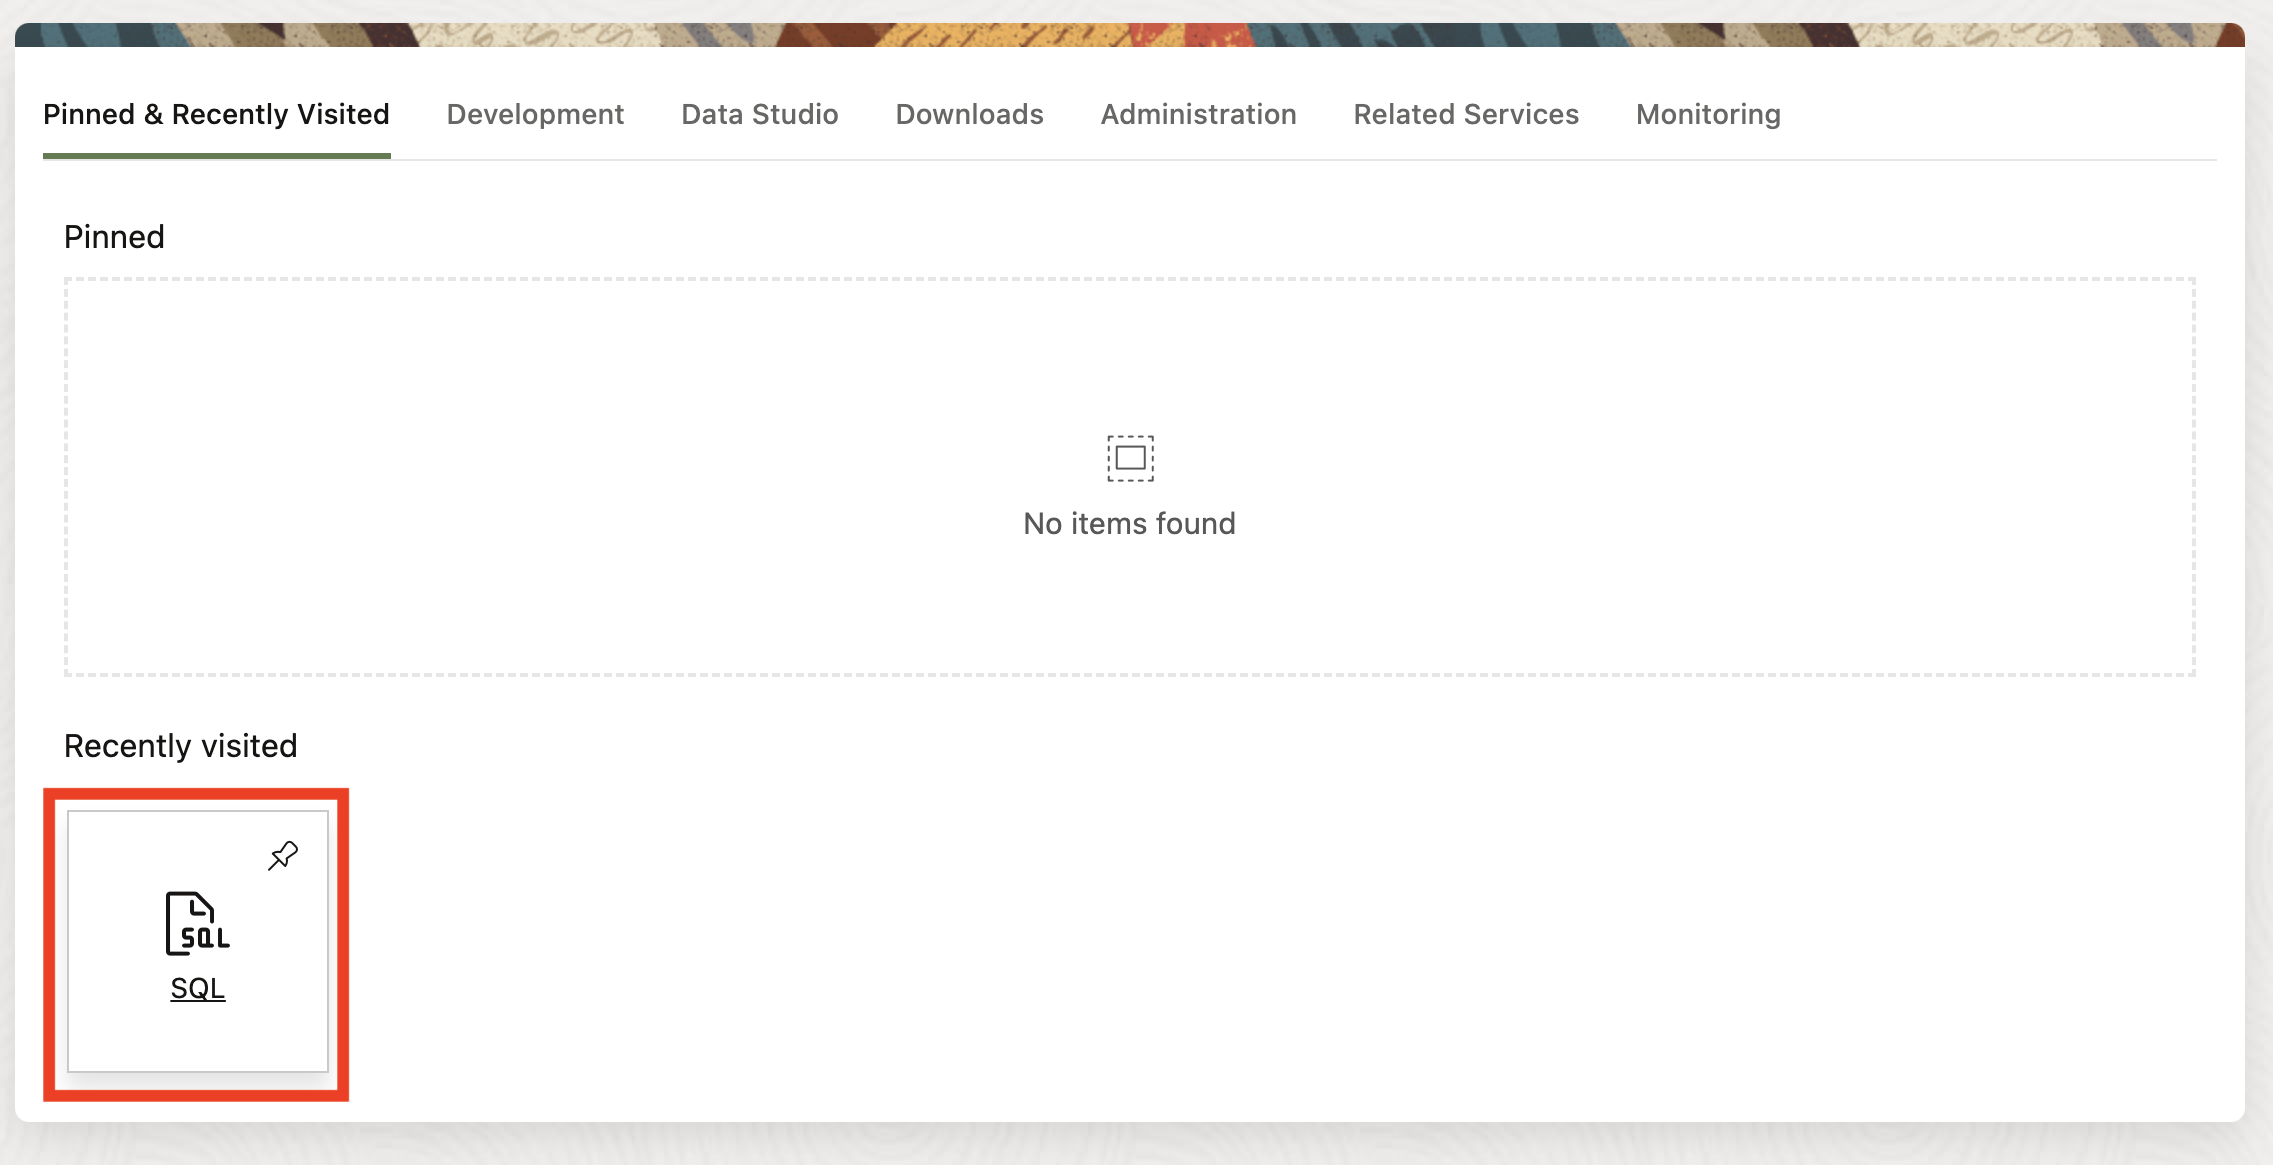 Pinned & Recently Visited Development Data Studio Downloads Administration Related Services Monitoring
Pinned
No items found
Recently visited
SQL
SQL